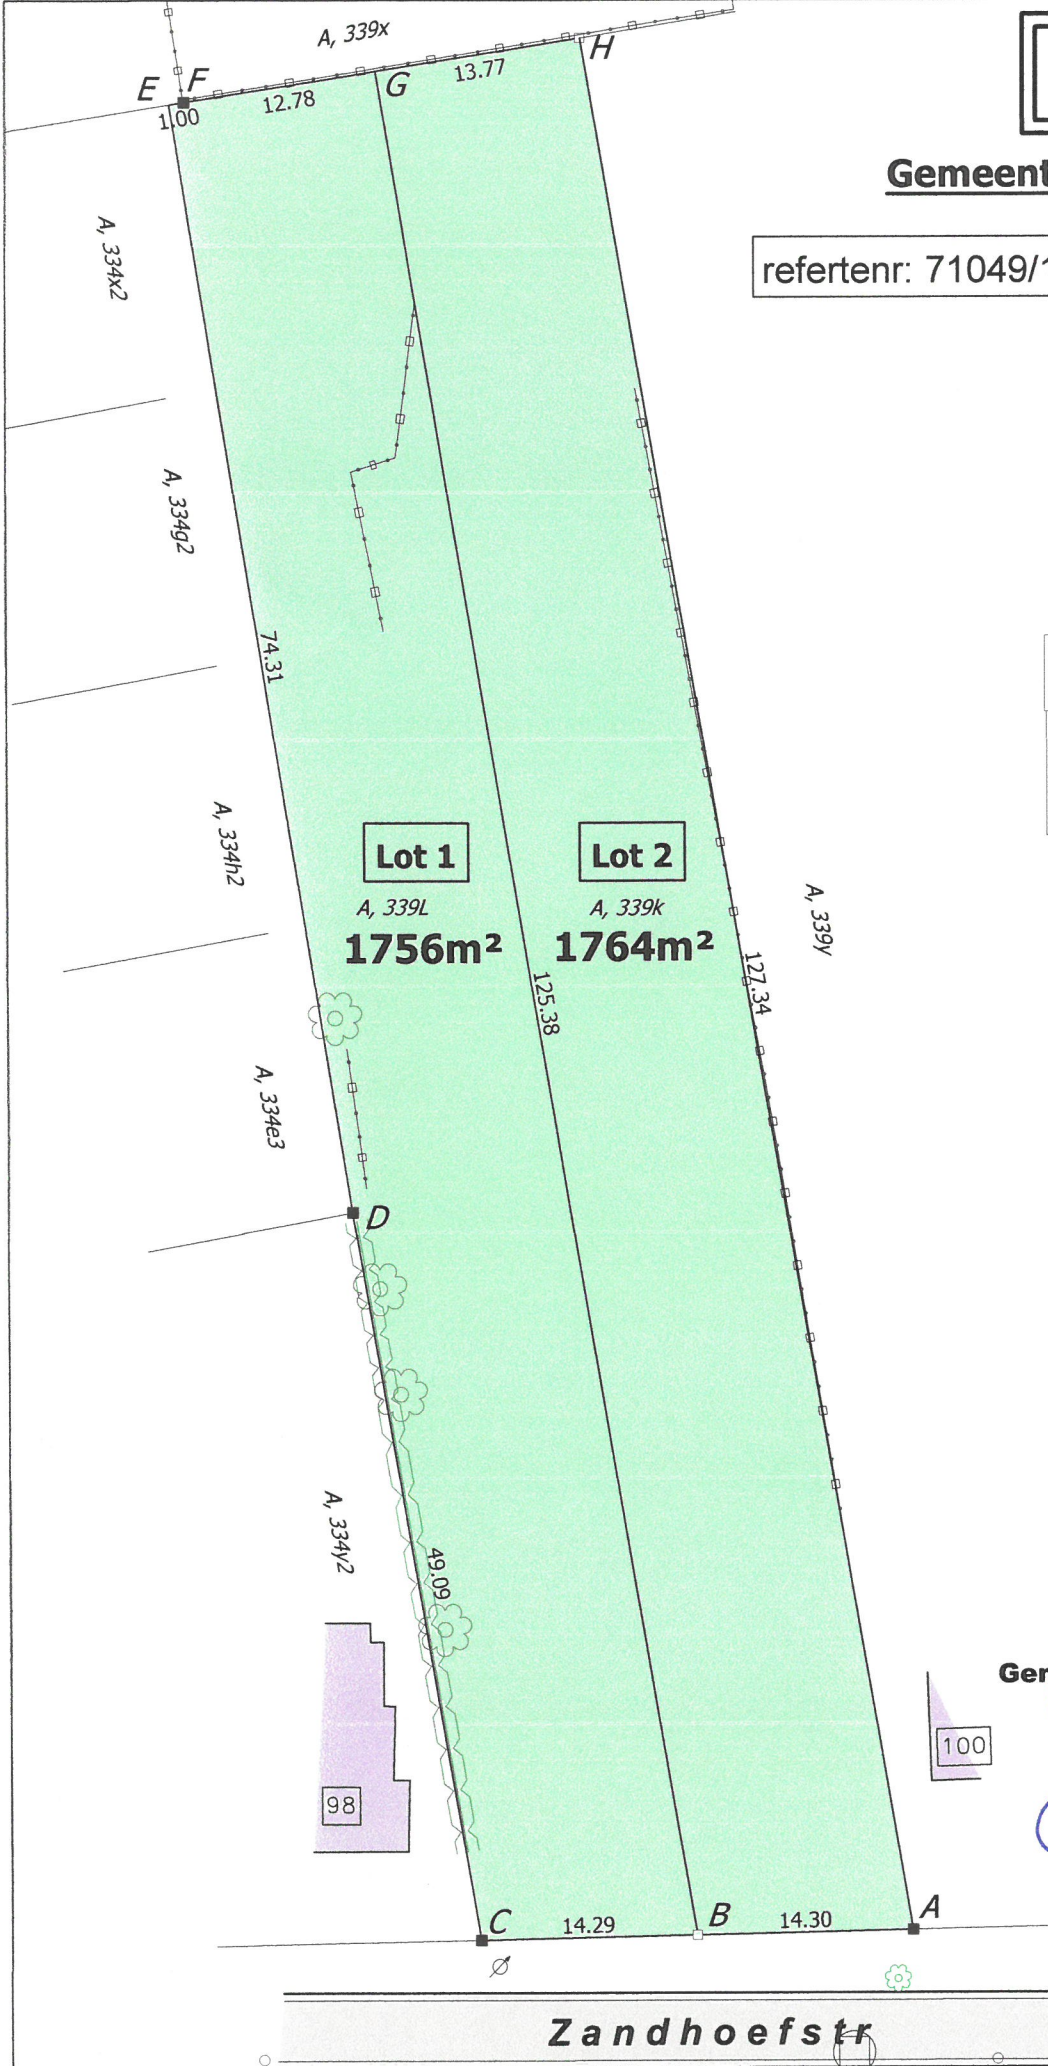 A, 339x
H
E F
G
13.77
12.78
1.00
Gemeent
A, 334x2
refertenr: 71049/1
A, 334g2
74.31
A, 334h2
Lot 1
Lot 2
A, 339L
A, 339k
A, 339y
1756m²
1764m²
125.38
127.34
A, 334e3
D
A, 334y2
49.09
Ger
100
98
C
14.29
B
14.30
A
Zandhoefstr